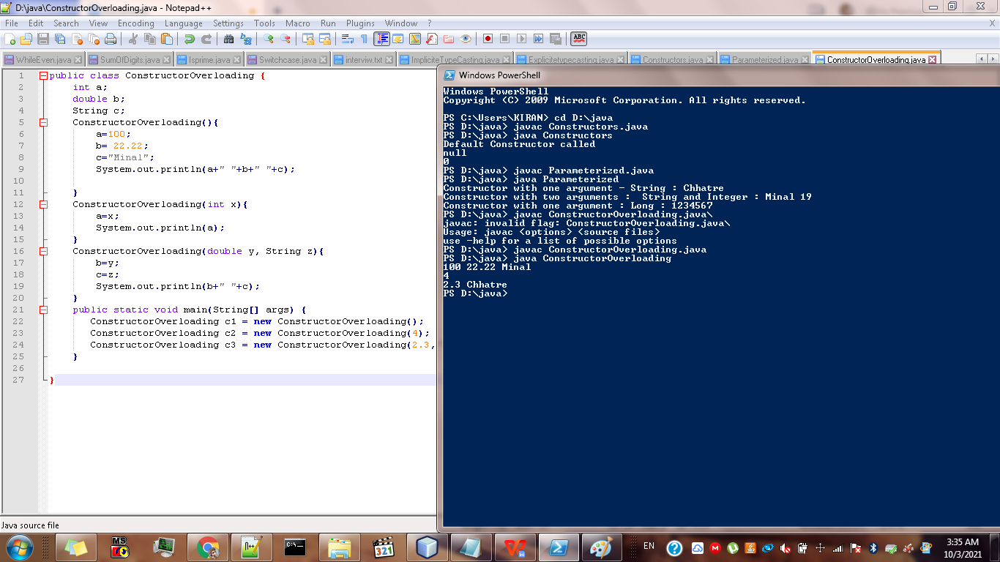 D:\java\ConstructorOverloading.java - Notepad++
File Edit Search View Encoding Language Settings Tools Macro Run Plugins Window ? X
WhileEven.java SumOfDigits.java Isprime.java Switchcase.java interviw.txt ImpliciteTypeCasting.java Explicitetypecasting.java Constructors.java Parameterized.java ConstructorOverloading.java
1 public class ConstructorOverloading {
2 int a;
3 double b;
4 String c;
5 ConstructorOverloading(){
6 a=100;
7 b= 22.22;
8 c="Minal";
9 System.out.println(a+" "+b+" "+c);
10
11 }
12 ConstructorOverloading(int x){
13 a=x;
14 System.out.println(a);
15 }
16 ConstructorOverloading(double y, String z){
17 b=y;
18 c=z;
19 System.out.println(b+" "+c);
20 }
21 public static void main(String[] args) {
22 ConstructorOverloading c1 = new ConstructorOverloading();
23 ConstructorOverloading c2 = new ConstructorOverloading(4);
24 ConstructorOverloading c3 = new ConstructorOverloading(2.3,
25 }
26
27 }
Java source file
Windows PowerShell
Windows PowerShell
Copyright (C) 2009 Microsoft Corporation. All rights reserved.
PS C:\Users\KIRAN> cd D:\java
PS D:\java> javac Constructors.java
PS D:\java> java Constructors
Default Constructor called
null
0
PS D:\java> javac Parameterized.java
PS D:\java> java Parameterized
Constructor with one argument - String : Chhatre
Constructor with two arguments :  String and Integer : Minal 19
Constructor with one argument : Long : 1234567
PS D:\java> javac ConstructorOverloading.java\
javac: invalid flag: ConstructorOverloading.java\
Usage: javac <options> <source files>
use -help for a list of possible options
PS D:\java> javac ConstructorOverloading.java
PS D:\java> java ConstructorOverloading
100 22.22 Minal
4
2.3 Chhatre
PS D:\java>
EN
3:35 AM
10/3/2021